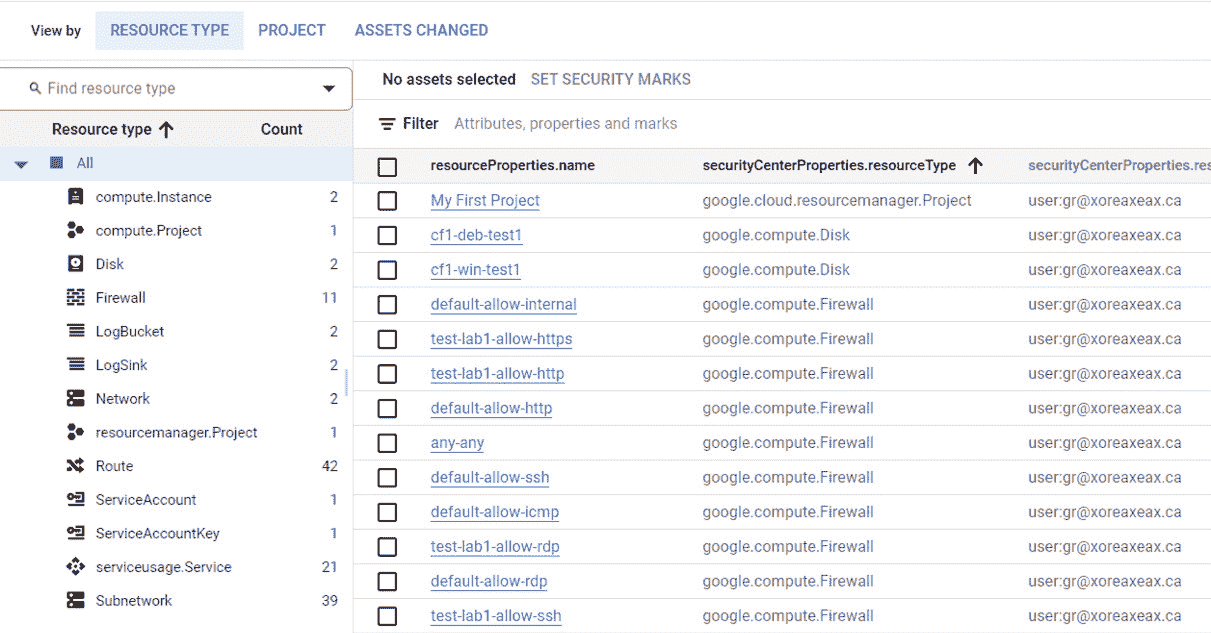 View by RESOURCE TYPE PROJECT ASSETS CHANGED
Find resource type
Resource type Count
All
compute.Instance 2
compute.Project 1
Disk 2
Firewall 11
LogBucket 2
LogSink 2
Network 2
resourcemanager.Project 1
Route 42
ServiceAccount 1
ServiceAccountKey 1
serviceusage.Service 21
Subnetwork 39
No assets selected SET SECURITY MARKS
Filter Attributes, properties and marks
resourceProperties.name securityCenterProperties.resourceType securityCenterProperties.res
My First Project google.cloud.resourcemanager.Project user:gr@xoreaxeax.ca
cf1-deb-test1 google.compute.Disk user:gr@xoreaxeax.ca
cf1-win-test1 google.compute.Disk user:gr@xoreaxeax.ca
default-allow-internal google.compute.Firewall user:gr@xoreaxeax.ca
test-lab1-allow-https google.compute.Firewall user:gr@xoreaxeax.ca
test-lab1-allow-http google.compute.Firewall user:gr@xoreaxeax.ca
default-allow-http google.compute.Firewall user:gr@xoreaxeax.ca
any-any google.compute.Firewall user:gr@xoreaxeax.ca
default-allow-ssh google.compute.Firewall user:gr@xoreaxeax.ca
default-allow-icmp google.compute.Firewall user:gr@xoreaxeax.ca
test-lab1-allow-rdp google.compute.Firewall user:gr@xoreaxeax.ca
default-allow-rdp google.compute.Firewall user:gr@xoreaxeax.ca
test-lab1-allow-ssh google.compute.Firewall user:gr@xoreaxeax.ca